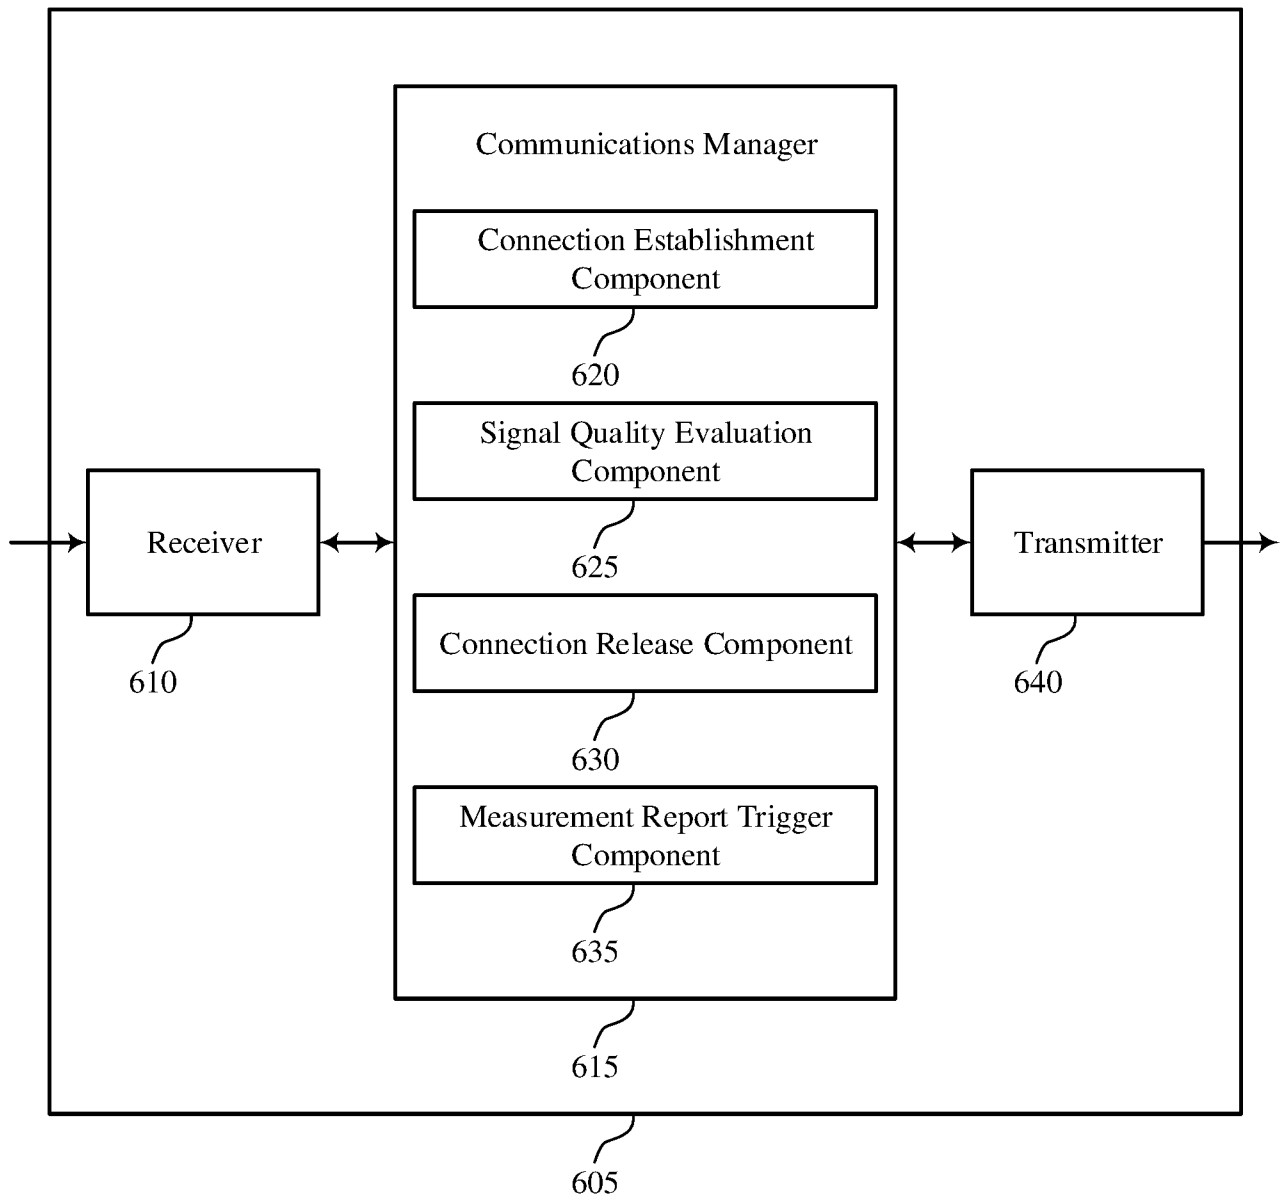 Communications Manager
Connection Establishment
Component
620
Signal Quality Evaluation
Component
625
Receiver
610
Transmitter
640
Connection Release Component
630
Measurement Report Trigger
Component
635
615
605